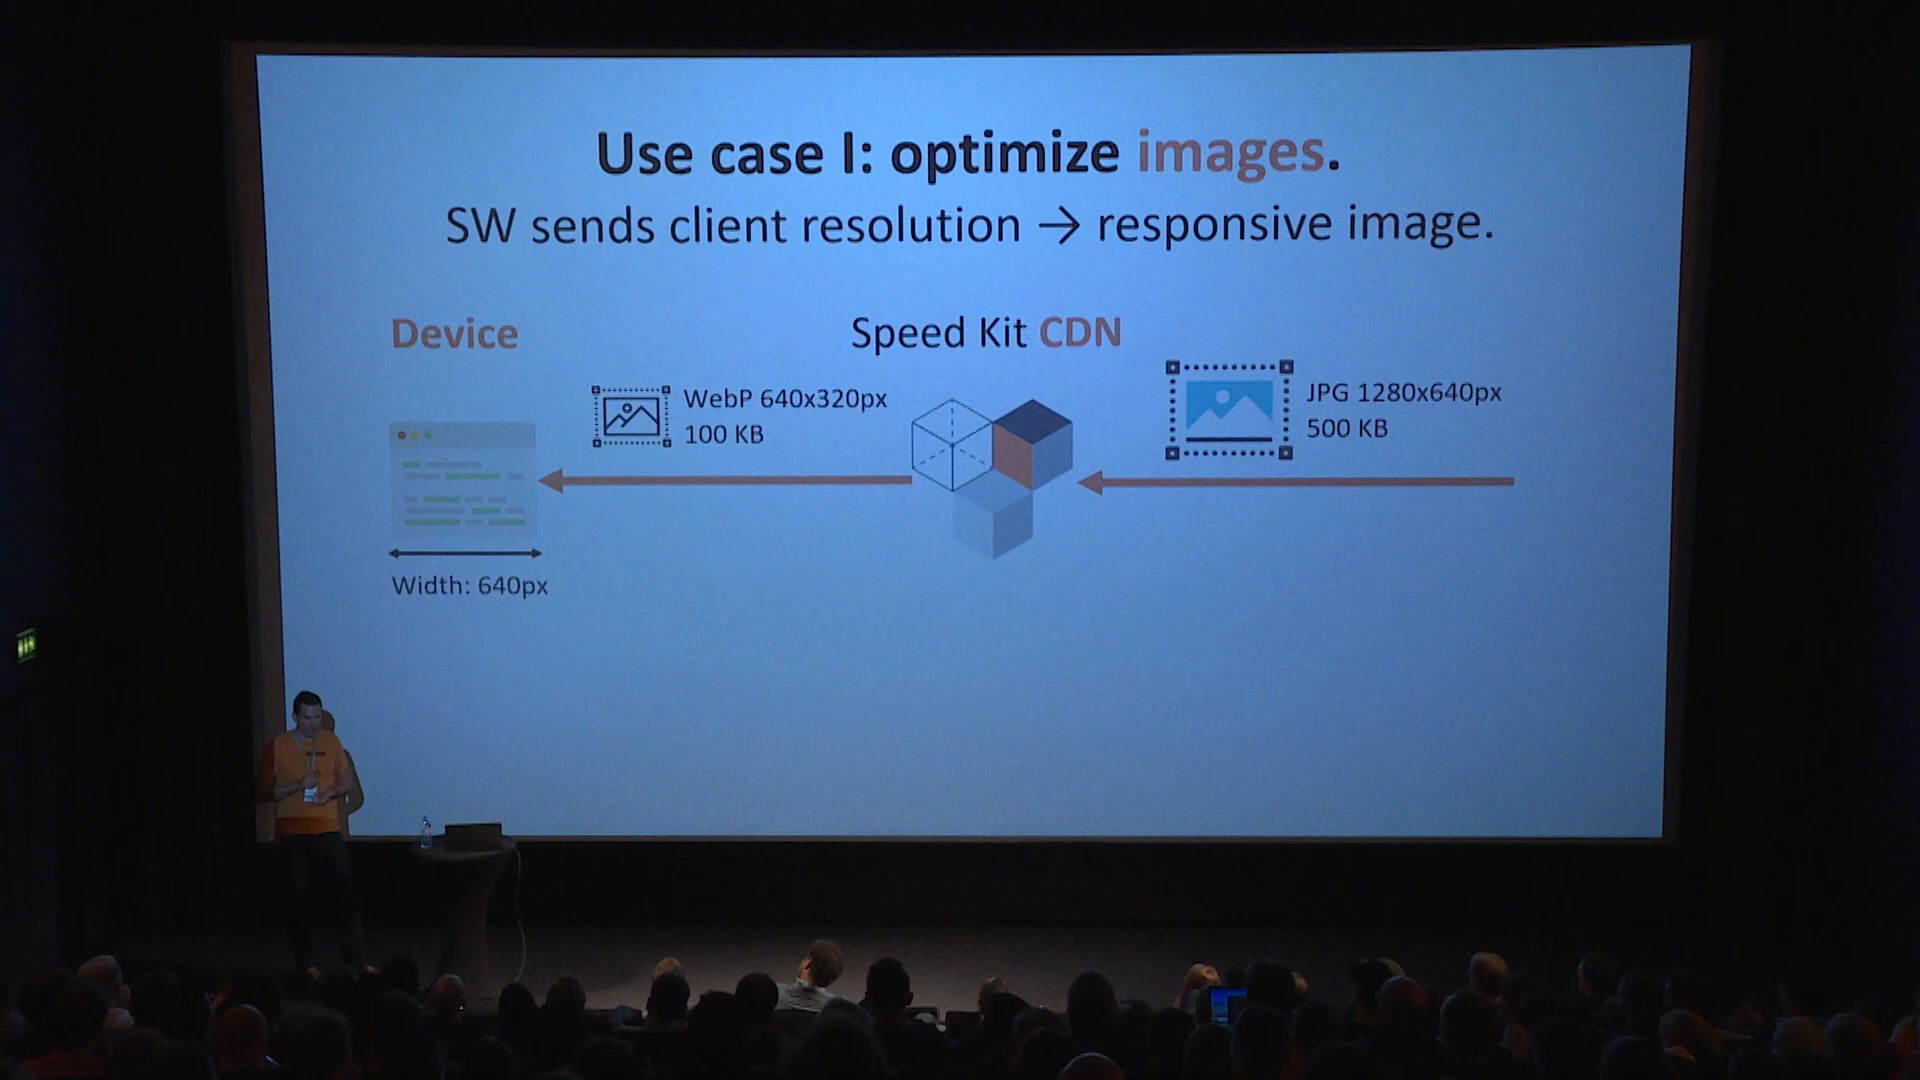 Use case I: optimize images.
SW sends client resolution → responsive image.
Device
Speed Kit CDN
WebP 640x320px
100 KB
JPG 1280x640px
500 KB
Width: 640px